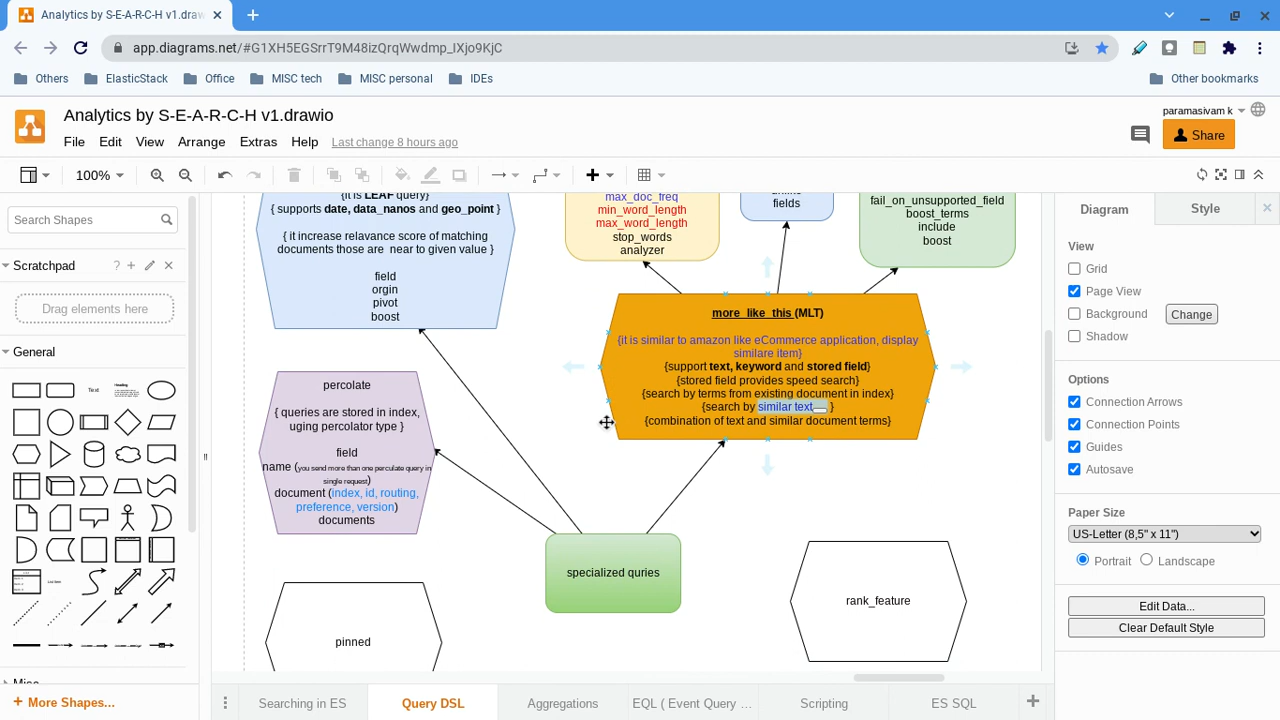 Analytics by S-E-A-R-C-H v1.draw
app.diagrams.net/#G1XH5EGSrrT9M48izQrqWwdmp_IXjo9KjC
Others
ElasticStack
Office
MISC tech
MISC personal
IDEs
Other bookmarks
Analytics by S-E-A-R-C-H v1.drawio
paramasivam k
File
Edit
View
Arrange
Extras
Help
Last change 8 hours ago
Share
100%
Search Shapes
Scratchpad
Drag elements here
General
Text
More Shapes...
{it is LEAF query}
{ supports date, data_nanos and geo_point }
{ it increase relavance score of matching
documents those are near to given value }
field
orgin
pivot
boost
max_doc_freq
min_word_length
max_word_length
stop_words
analyzer
unlike
fields
fail_on_unsupported_field
boost_terms
include
boost
more_like_this (MLT)
{it is similar to amazon like eCommerce application, display
similare item}
{support text, keyword and stored field}
{stored field provides speed search}
{search by terms from existing document in index}
{search by similar text }
{combination of text and similar document terms}
percolate
{ queries are stored in index,
uging percolator type }
field
name (you send more than one perculate query in
single request)
document (index, id, routing,
preference, version)
documents
specialized quries
rank_feature
pinned
Diagram
Style
View
Grid
Page View
Background
Change
Shadow
Options
Connection Arrows
Connection Points
Guides
Autosave
Paper Size
US-Letter (8,5" x 11")
Portrait
Landscape
Edit Data...
Clear Default Style
Searching in ES
Query DSL
Aggregations
EQL ( Event Query ...
Scripting
ES SQL